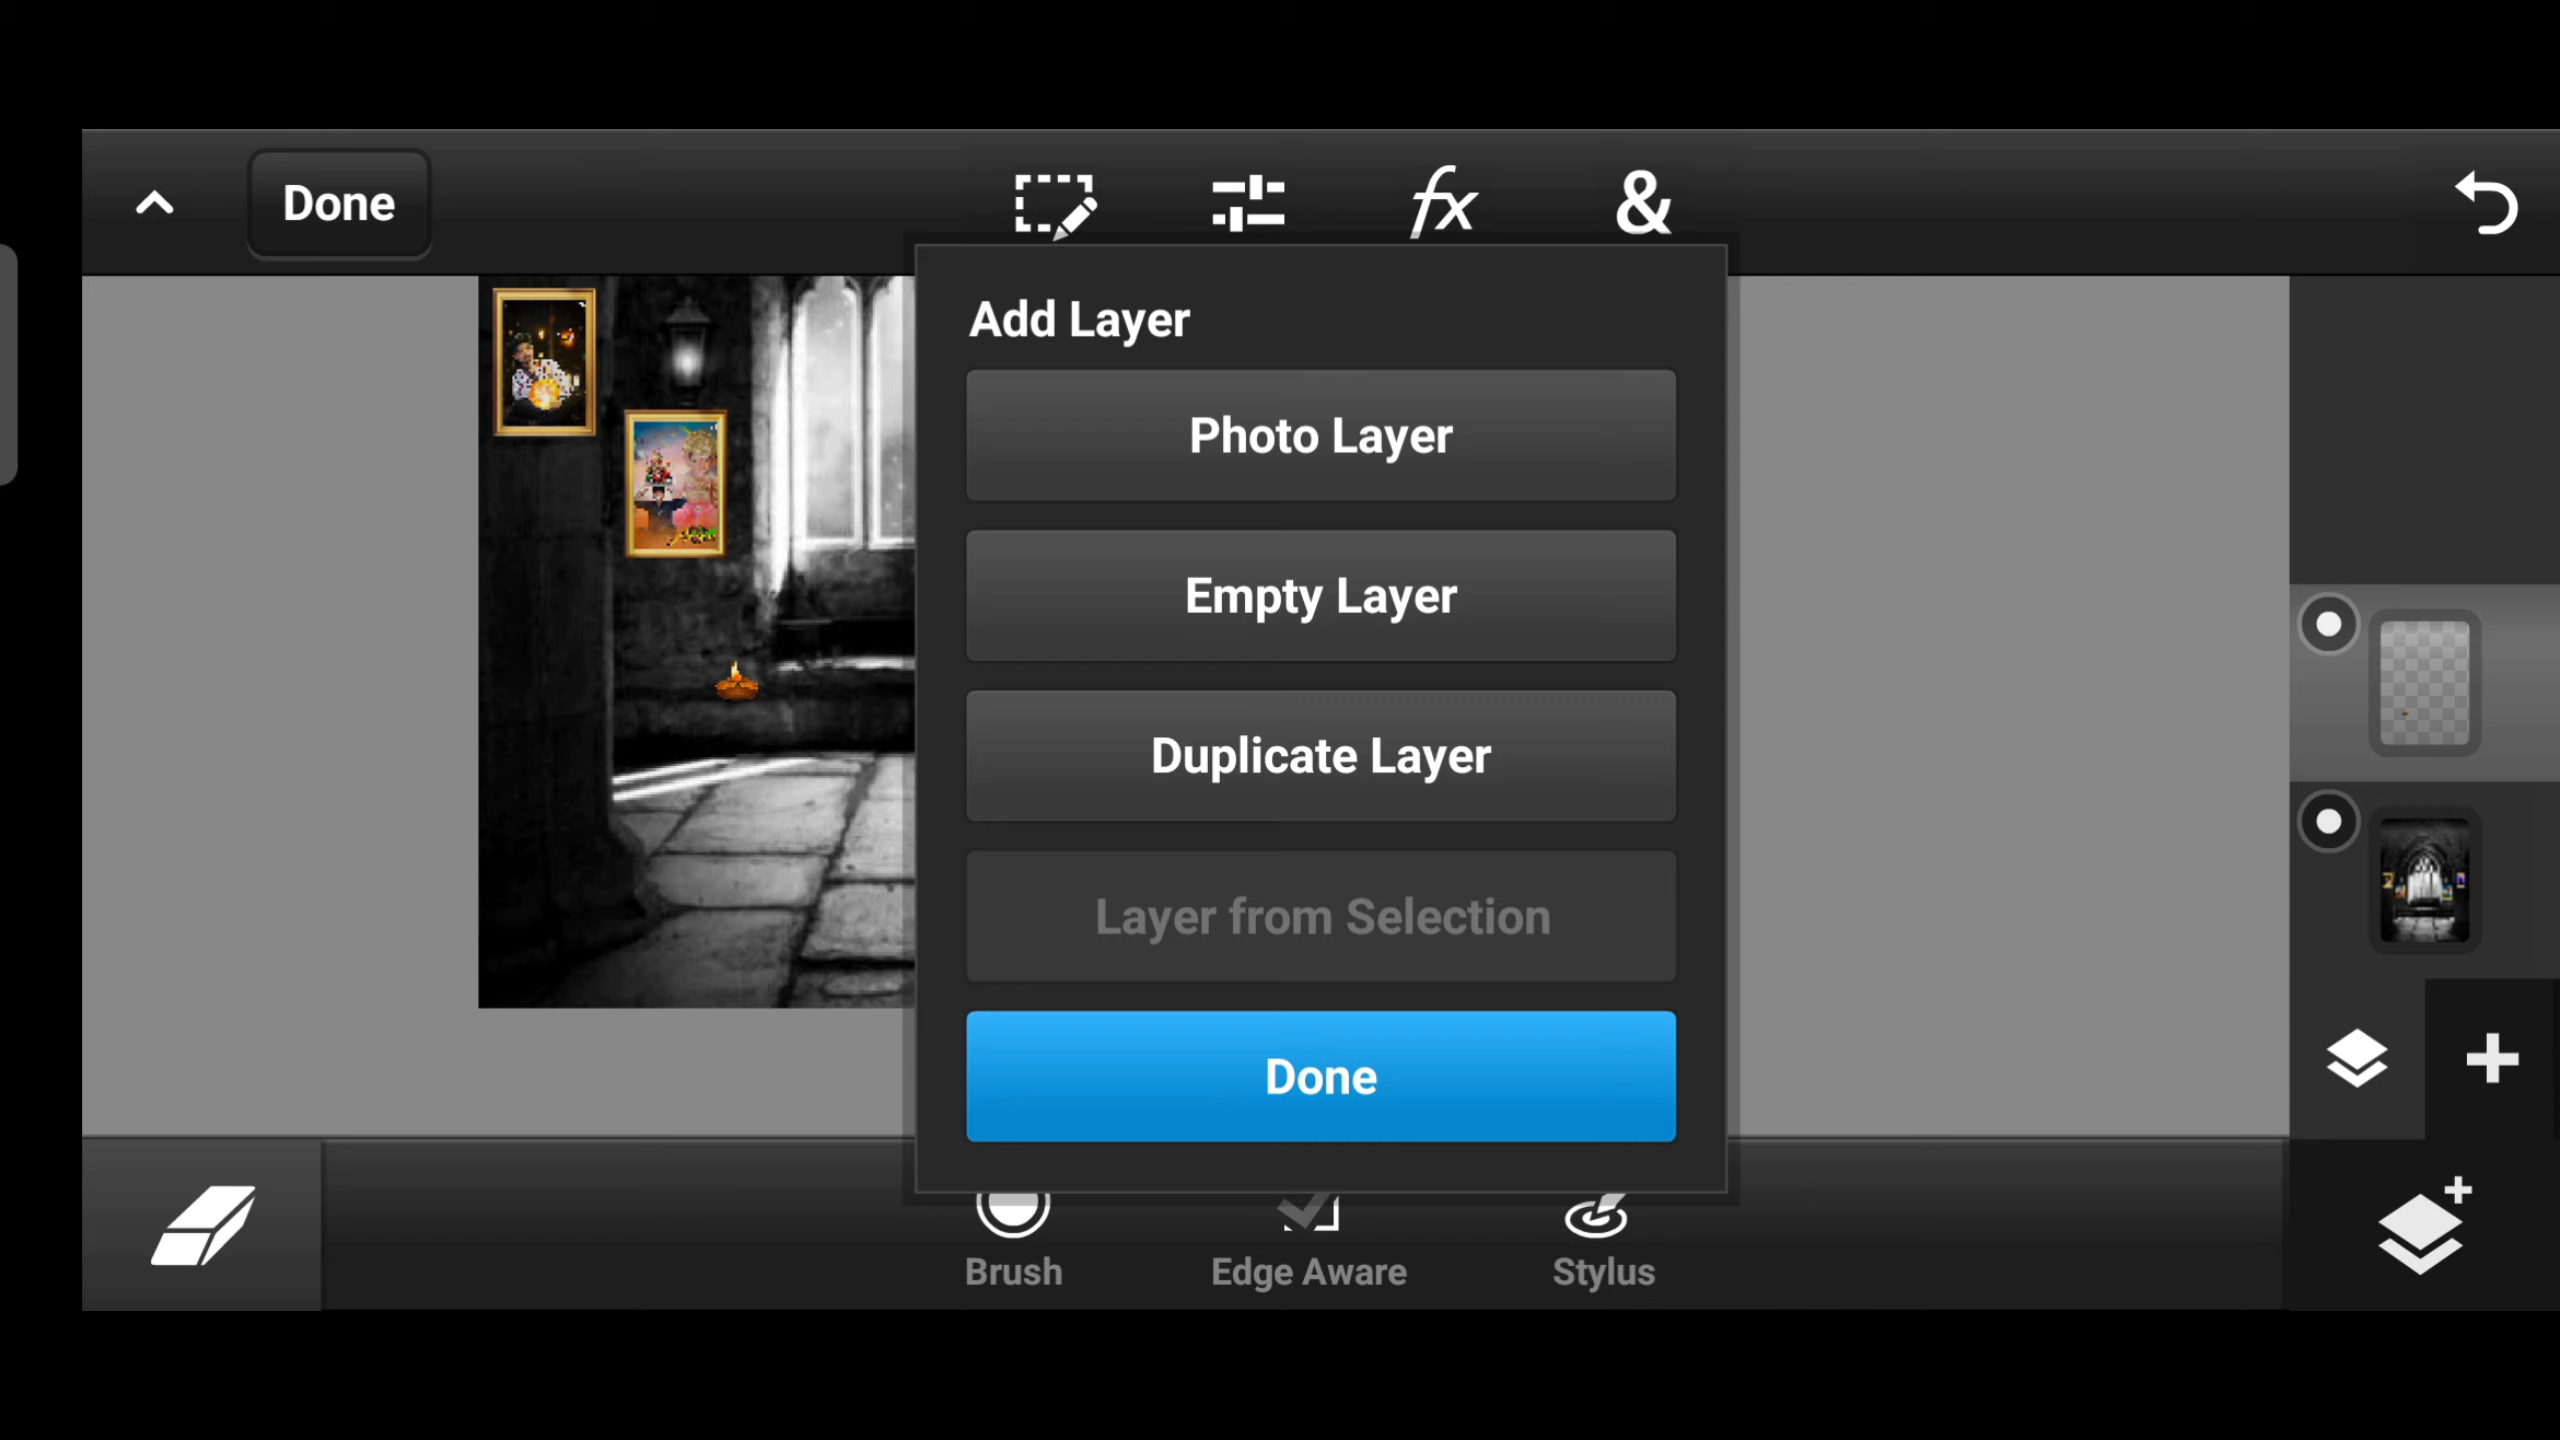 Done
fx
&
Add Layer
Photo Layer
Empty Layer
Duplicate Layer
Layer from Selection
Done
Brush
Edge Aware
Stylus